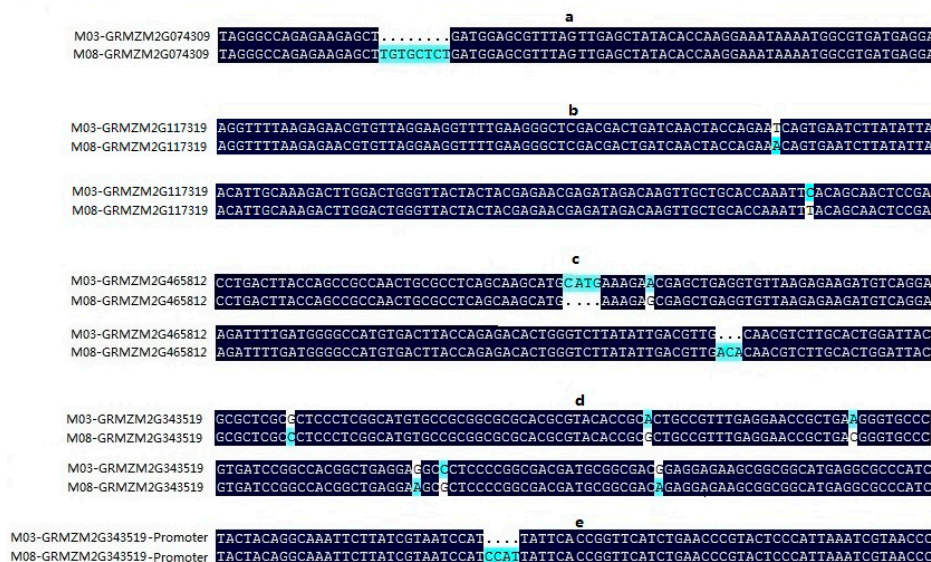 a
M03-GRMZM2G074309 TAGGGCCAGAGAAGAGCT........GATGGAGCGTTTAGTTGAGCTATACACCAAGGAAATAAAATGGCGTGATGAGGA
M08-GRMZM2G074309 TAGGGCCAGAGAAGAGCTTGTGCTCTGATGGAGCGTTTAGTTGAGCTATACACCAAGGAAATAAAATGGCGTGATGAGGA
b
M03-GRMZM2G117319 AGGTTTTAAGAGAACGTGTTAGGAAGGTTTTGAAGGGCTCGACGACTGATCAACTACCAGAATCAGTGAATCTTATATTA
M08-GRMZM2G117319 AGGTTTTAAGAGAACGTGTTAGGAAGGTTTTGAAGGGCTCGACGACTGATCAACTACCAGAAACAGTGAATCTTATATTA
M03-GRMZM2G117319 ACATTGCAAAGACTTGGACTGGGTTACTACTACGAGAACGAGATAGACAAGTTGCTGCACCAAATTCACAGCAACTCCGA
M08-GRMZM2G117319 ACATTGCAAAGACTTGGACTGGGTTACTACTACGAGAACGAGATAGACAAGTTGCTGCACCAAATTTACAGCAACTCCGA
c
M03-GRMZM2G465812 CCTGACTTACCAGCCGCCAACTGCGCCTCAGCAAGCATGCATGAAAGAACGAGCTGAGGTGTTAAGAGAAGATGTCAGGA
M08-GRMZM2G465812 CCTGACTTACCAGCCGCCAACTGCGCCTCAGCAAGCATG....AAAGAGCGAGCTGAGGTGTTAAGAGAAGATGTCAGGA
M03-GRMZM2G465812 AGATTTTGATGGGGCCATGTGACTTACCAGAGACACTGGGTCTTATATTGACGTTG...CAACGTCTTGCACTGGATTAC
M08-GRMZM2G465812 AGATTTTGATGGGGCCATGTGACTTACCAGAGACACTGGGTCTTATATTGACGTTGACACAACGTCTTGCACTGGATTAC
d
M03-GRMZM2G343519 GCGCTCGCGCTCCCTCGGCATGTGCCGCGGCGCGCACGCGTACACCGCACTGCCGTTTGAGGAACCGCTGAAGGGTGCCC
M08-GRMZM2G343519 GCGCTCGCCCTCCCTCGGCATGTGCCGCGGCGCGCACGCGTACACCGCGCTGCCGTTTGAGGAACCGCTGACGGGTGCCC
M03-GRMZM2G343519 GTGATCCGGCCACGGCTGAGGAGGCCCTCCCCGGCGACGATGCGGCGACGGAGGAGAAGCGGCGGCATGAGGCGCCCATC
M08-GRMZM2G343519 GTGATCCGGCCACGGCTGAGGAAGCGCTCCCCGGCGACGATGCGGCGACAGAGGAGAAGCGGCGGCATGAGGCGCCCATC
e
M03-GRMZM2G343519-Promoter TACTACAGGCAAATTCTTATCGTAATCCAT....TATTCACCGGTTCATCTGAACCCGTACTCCCATTAAATCGTAACCC
M08-GRMZM2G343519-Promoter TACTACAGGCAAATTCTTATCGTAATCCATCCATTATTCACCGGTTCATCTGAACCCGTACTCCCATTAAATCGTAACCC